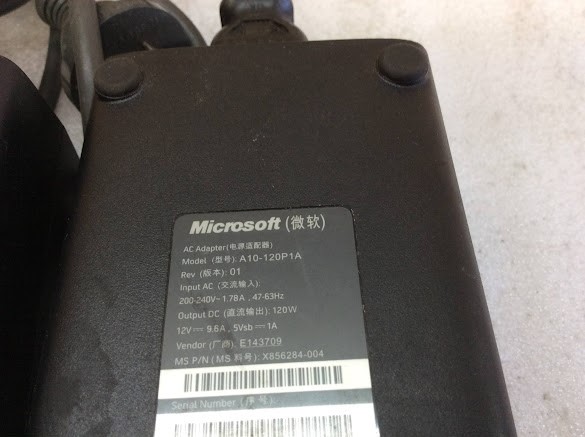 Microsoft (微软)
AC Adapter(电源适配器)
Model (型号): A10-120P1A
Rev (版本): 01
Input AC (交流输入):
200-240V~1.78A, 47-63Hz
Output DC (直流输出): 120W
12V⎓9.6A, 5Vsb⎓1A
Vendor (厂商): E143709
MS P/N (MS 料号): X856284-004
Serial Number (序号):